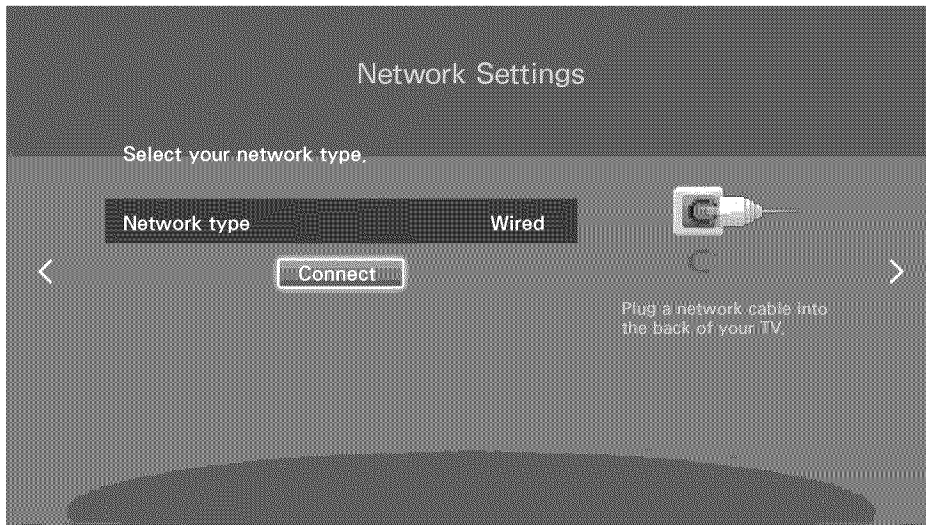 Network Settings
Select your network type.
Network type Wired
Connect
Plug a network cable into
the back of your TV.